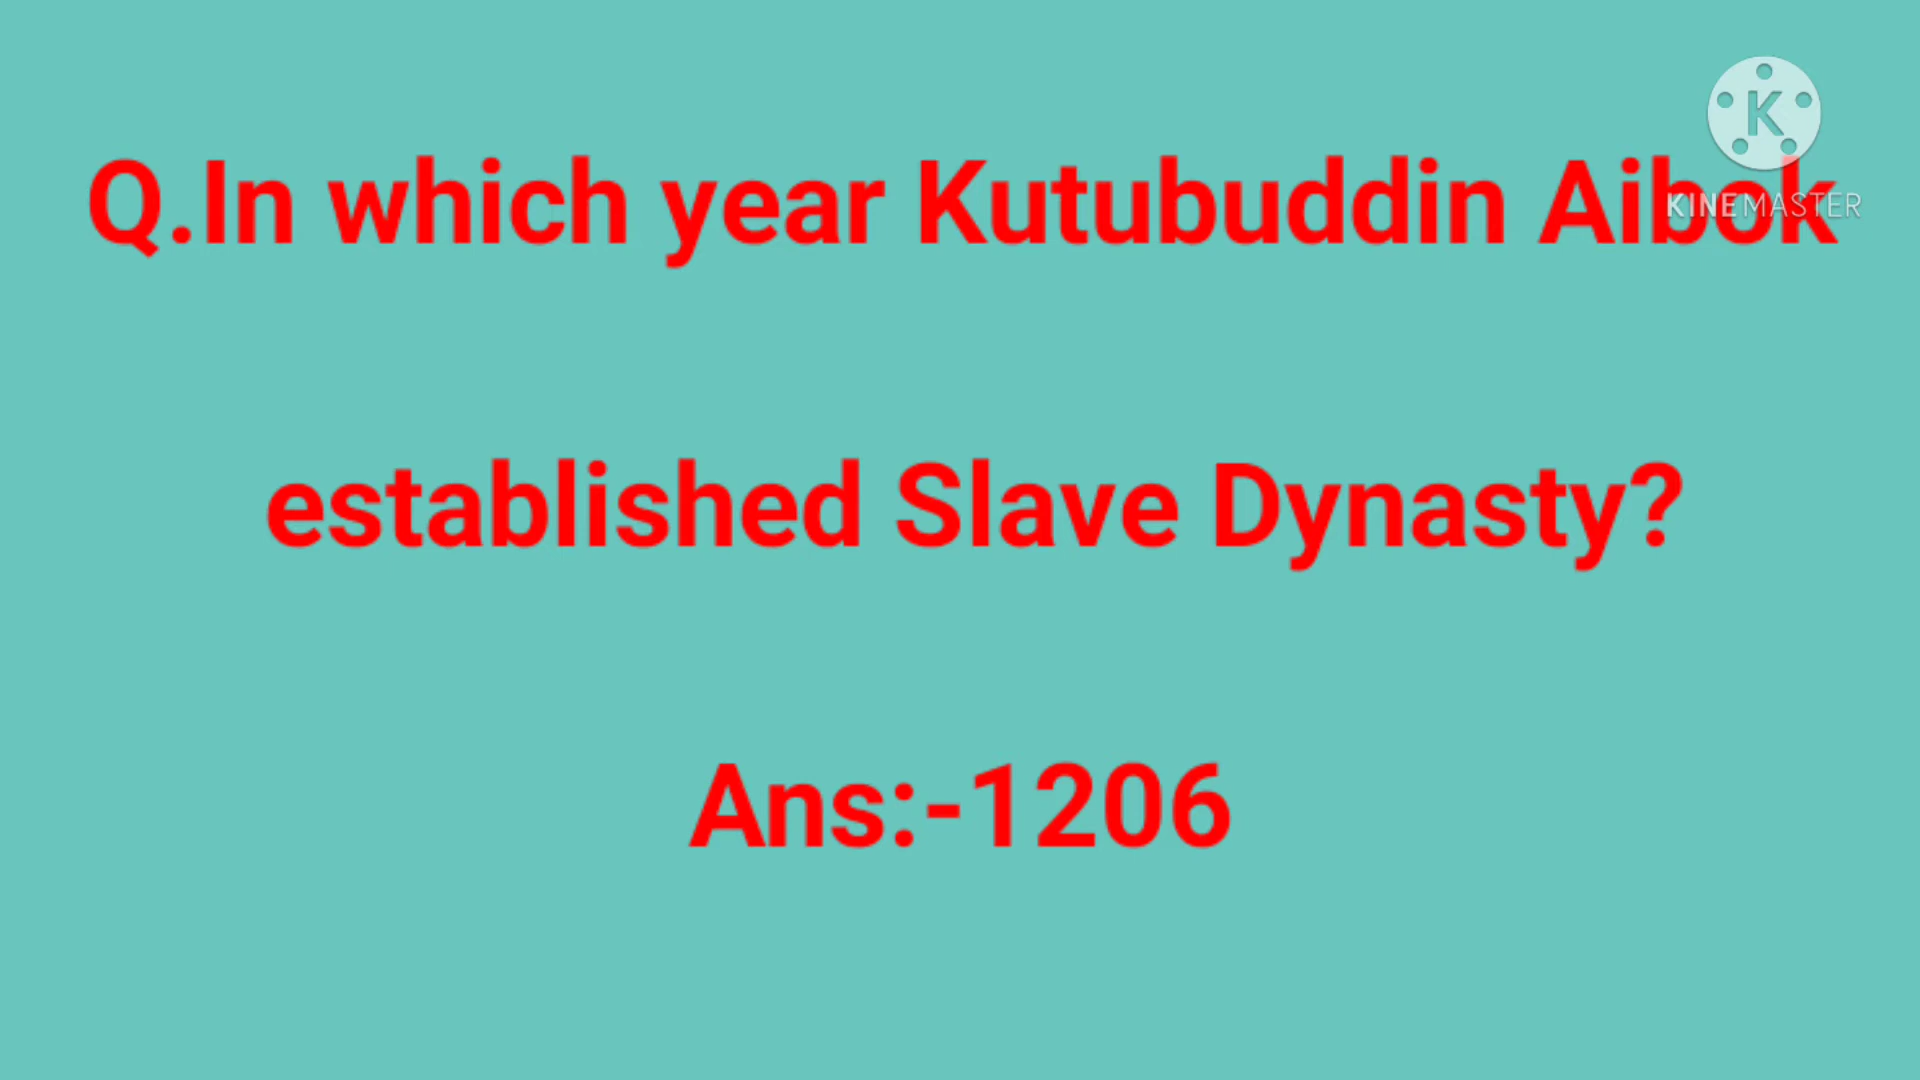 K
KINEMASTER
Q.In which year Kutubuddin Aibok
established Slave Dynasty?
Ans:-1206